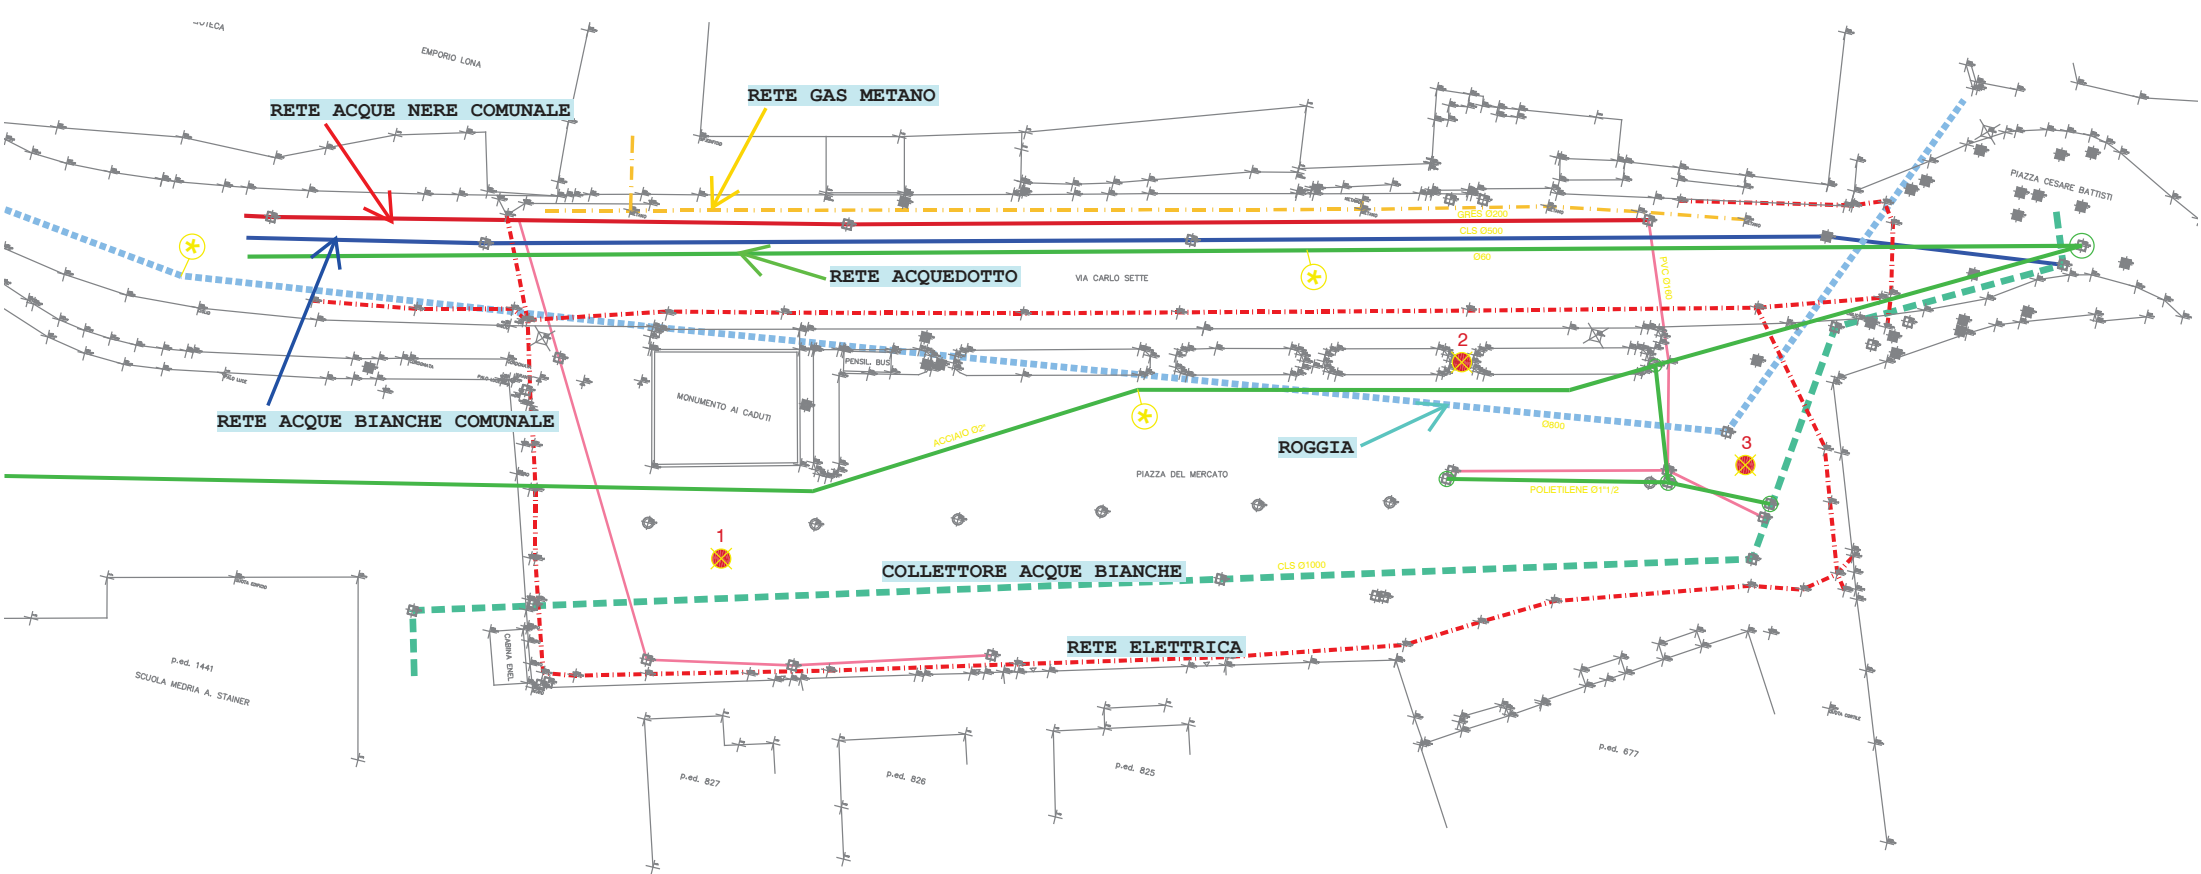 EMPORIO LONA
RETE GAS METANO
RETE ACQUE NERE COMUNALE
PIAZZA CESARE BATTISTI
GRES Ø200
CLS Ø500
Ø60
RETE ACQUEDOTTO
VIA CARLO SETTE
PVC Ø160
2
PENSIL. BUS
MONUMENTO AI CADUTI
RETE ACQUE BIANCHE COMUNALE
ACCIAIO Ø2"
Ø800
ROGGIA
3
PIAZZA DEL MERCATO
POLIETILENE Ø1"1/2
1
COLLETTORE ACQUE BIANCHE
CLS Ø1000
RETE ELETTRICA
CABINA ENEL
p.ed. 1441
SCUOLA MEDRIA A. STAINER
p.ed. 827
p.ed. 826
p.ed. 825
p.ed. 677